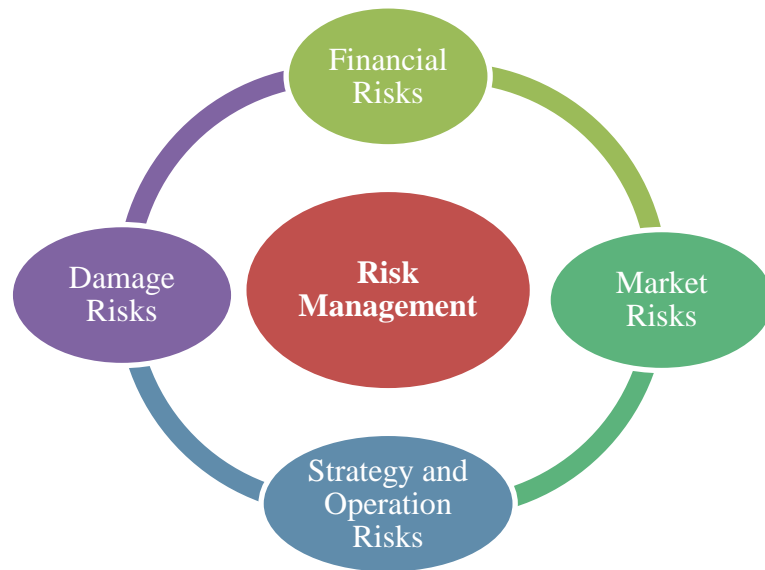 Financial
Risks
Damage
Risks
Risk
Management
Market
Risks
Strategy and
Operation
Risks